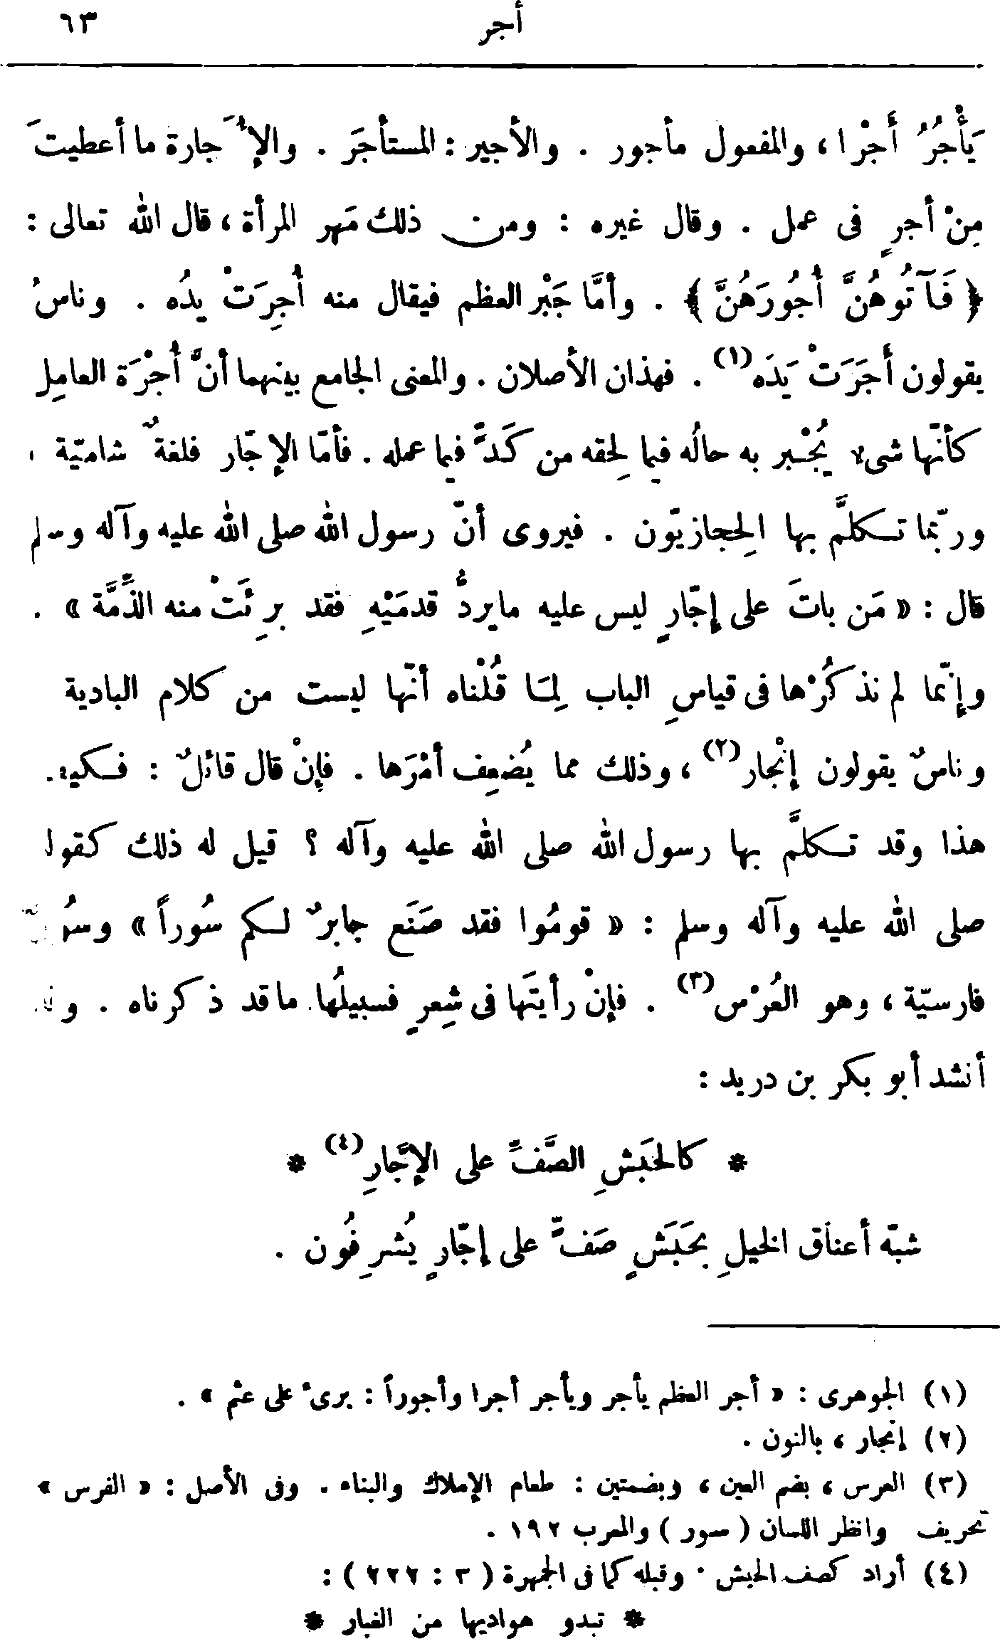 أجر ٦٣
يَأْجُرُ أَجْرا ، والمفعول مأجور . والأجير : المستأجَر . والإُجَارة ما أعطيتَ
مِنْ أجرٍ فى عمل . وقال غيره : ومن ذلك مَهر المرأة ، قال الله تعالى :
﴿ فَآتُوهُنَّ أُجُورَهُنَّ ﴾ . وأمَّا جَبْر العظم فيقال منه أُجِرَتْ يدُه . وناسٌ
يقولون أَجَرَتْ يَدَه(١) . فهذان الأصلان . والمعنى الجامع بينهما أنَّ أُجْرَة العامِل
كأنّها شىء يُجْبر به حالُه فيما لحِقه من كَدٍّ فيما عمله . فأمّا الإجّار فلغةٌ شاميّة ،
وربّما تكلَّم بها الحِجازيّون . فيروى أنّ رسول الله صلى الله عليه وآله وسلم
قال : « مَن باتَ على إجّارٍ ليس عليه ما يردُّ قدمَيْهِ فقد برِئَتْ منه الذِّمَّة » .
وإنّما لم نذكُرْها فى قياسِ الباب لِمَا قُلْناه أنّها ليست من كلام البادية
وناسٌ يقولون إنْجار(٢) ، وذلك مما يُضعِف أمْرَها . فإنْ قال قائلٌ : فكيف
هذا وقد تكلَّم بها رسول الله صلى الله عليه وآله ؟ قيل له ذلك كقوله
صلى الله عليه وآله وسلم : « قومُوا فقد صَنَع جابرٌ لكم سُوراً » وسُورٌ
فارسيّة ، وهو العُرْس(٣) . فإنْ رأيتَها فى شِعرٍ فسبيلُها ما قد ذكرناه . وقد
أنشد أبو بكر بن دريد :
* كالحَبَشِ الصَّفِّ على الإجَّارِ(٤) *
شبّه أعناق الخيلِ بحَبَشٍ صَفٍّ على إجّارٍ يُشرِفُون .
(١) الجوهرى : « أجر العظم يأجر ويأجر أجرا وأجوراً : برىء على عثم » .
(٢) إنجار ، بالنون .
(٣) العرس ، بضم العين ، وبضمتين : طعام الإملاك والبناء . وفى الأصل : « الفرس »
تحريف وانظر اللسان ( سور ) والمعرب ١٩٢ .
(٤) أراد كصف الحبش . وقبله كما فى الجمهرة ( ٣ : ٢٢٢ ) :
* تبدو هواديها من الغبار *